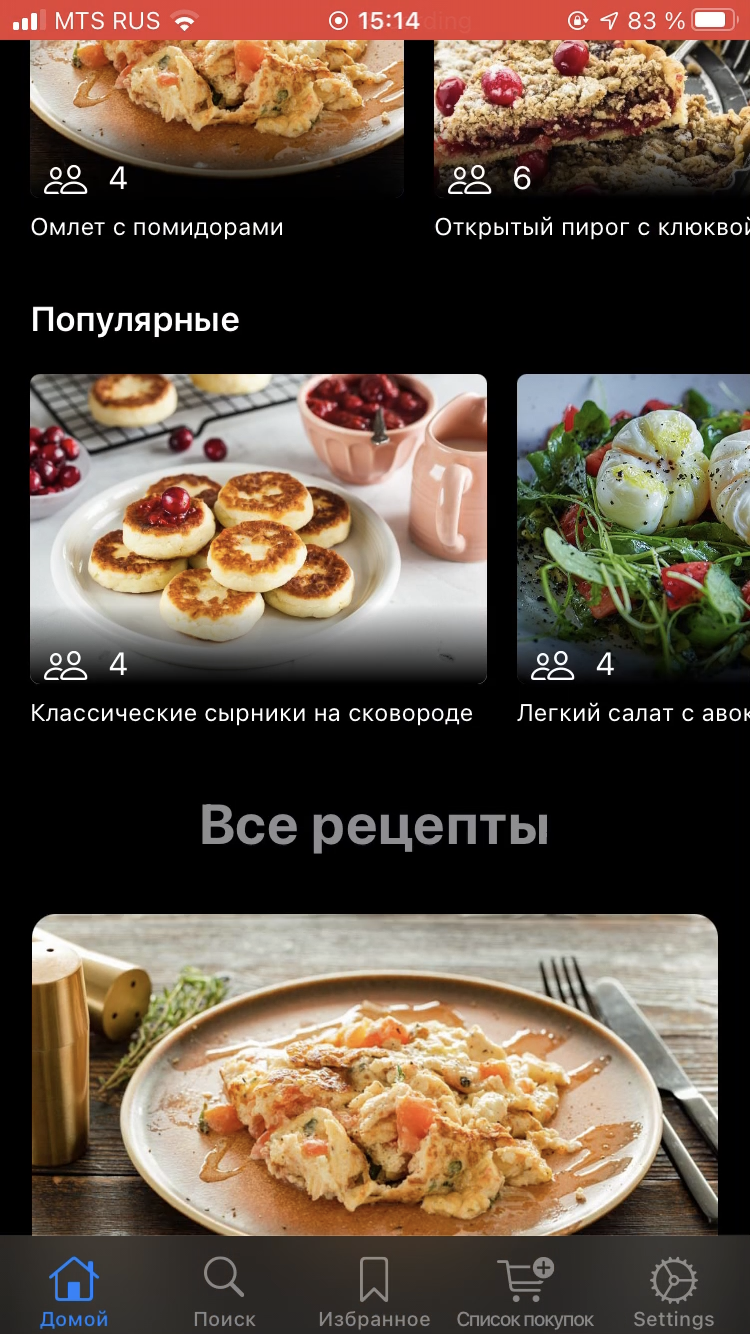 MTS RUS 15:14 83 %
4
6
Омлет с помидорами
Открытый пирог с клюквой
Популярные
4
4
Классические сырники на сковороде
Легкий салат с авок
Все рецепты
Домой
Поиск
Избранное
Список покупок
Settings